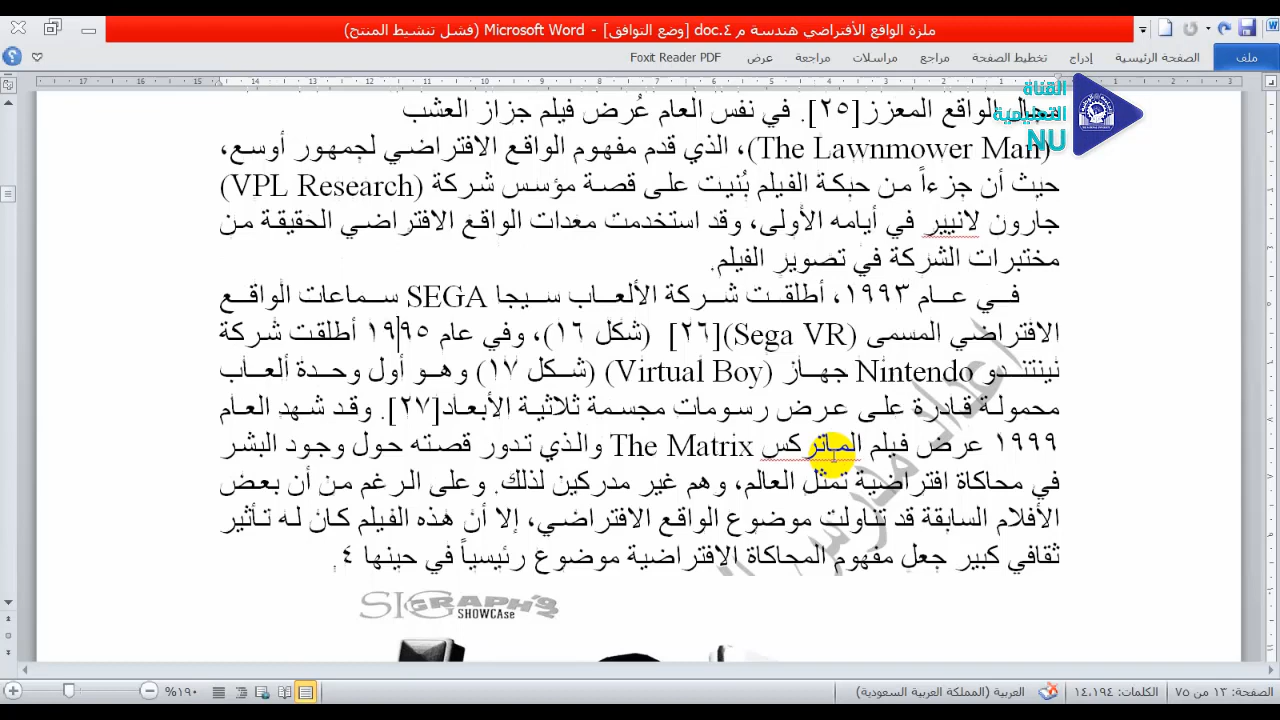 ملزة الواقع الأفتراضي هندسة م ٤.doc [وضع التوافق] - Microsoft Word (فشل تنشيط المنتج)
ملف الصفحة الرئيسية إدراج تخطيط الصفحة مراجع مراسلات مراجعة عرض Foxit Reader PDF
القناة
التعليمية
NU
مجال الواقع المعزز[٢٥]. في نفس العام عُرض فيلم جزاز العشب
(The Lawnmower Man)، الذي قدم مفهوم الواقع الافتراضي لجمهور أوسع،
حيث أن جزءاً من حبكة الفيلم بُنيت على قصة مؤسس شركة (VPL Research)
جارون لانيير في أيامه الأولى، وقد استخدمت معدات الواقع الافتراضي الحقيقة من
مختبرات الشركة في تصوير الفيلم.
في عام ١٩٩٣، أطلقت شركة الألعاب سيجا SEGA سماعات الواقع
الافتراضي المسمى (Sega VR)[٢٦] (شكل ١٦)، وفي عام ١٩٩٥ أطلقت شركة
نينتندو Nintendo جهاز (Virtual Boy) (شكل ١٧) وهو أول وحدة ألعاب
محمولة قادرة على عرض رسومات مجسمة ثلاثية الأبعاد[٢٧]. وقد شهد العام
١٩٩٩ عرض فيلم الماتركس The Matrix والذي تدور قصته حول وجود البشر
في محاكاة افتراضية تمثل العالم، وهم غير مدركين لذلك. وعلى الرغم من أن بعض
الأفلام السابقة قد تناولت موضوع الواقع الافتراضي، إلا أن هذه الفيلم كان له تأثير
ثقافي كبير جعل مفهوم المحاكاة الافتراضية موضوع رئيسياً في حينها ٤
اعداد مدرس
SIGGRAPH'9
SHOWCASe
الصفحة: ١٣ من ٧٥ الكلمات: ١٤,١٩٤ العربية (المملكة العربية السعودية) ١٩٠%